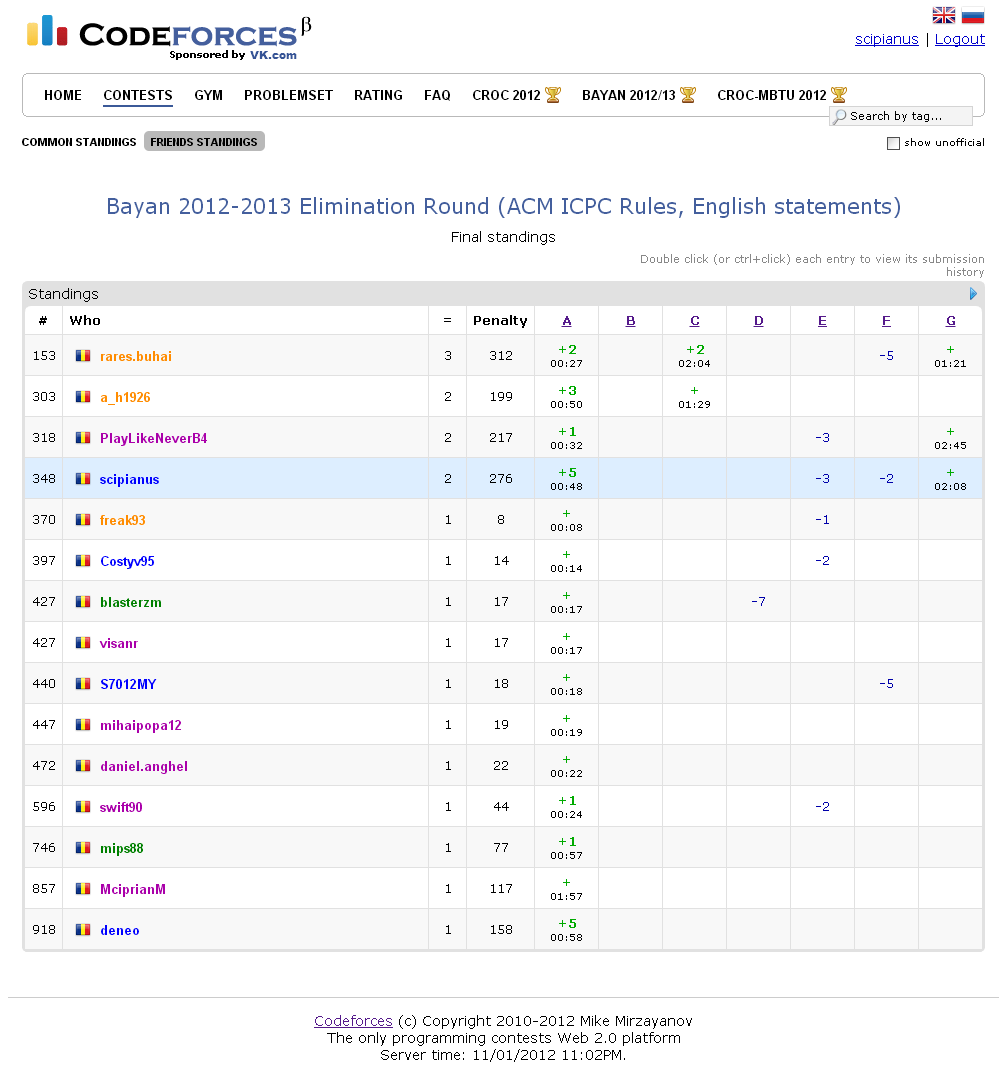 CODEFORCES β
Sponsored by VK.com
scipianus | Logout
HOME CONTESTS GYM PROBLEMSET RATING FAQ CROC 2012 BAYAN 2012/13 CROC-MBTU 2012
Search by tag...
COMMON STANDINGS FRIENDS STANDINGS
show unofficial
Bayan 2012-2013 Elimination Round (ACM ICPC Rules, English statements)
Final standings
Double click (or ctrl+click) each entry to view its submission
history
Standings
# Who = Penalty A B C D E F G
153 rares.buhai 3 312 +2 00:27 +2 02:04 -5 + 01:21
303 a_h1926 2 199 +3 00:50 + 01:29
318 PlayLikeNeverB4 2 217 +1 00:32 -3 + 02:45
348 scipianus 2 276 +5 00:48 -3 -2 + 02:08
370 freak93 1 8 + 00:08 -1
397 Costyv95 1 14 + 00:14 -2
427 blasterzm 1 17 + 00:17 -7
427 visanr 1 17 + 00:17
440 S7012MY 1 18 + 00:18 -5
447 mihaipopa12 1 19 + 00:19
472 daniel.anghel 1 22 + 00:22
596 swift90 1 44 +1 00:24 -2
746 mips88 1 77 +1 00:57
857 MciprianM 1 117 + 01:57
918 deneo 1 158 +5 00:58
Codeforces (c) Copyright 2010-2012 Mike Mirzayanov
The only programming contests Web 2.0 platform
Server time: 11/01/2012 11:02PM.